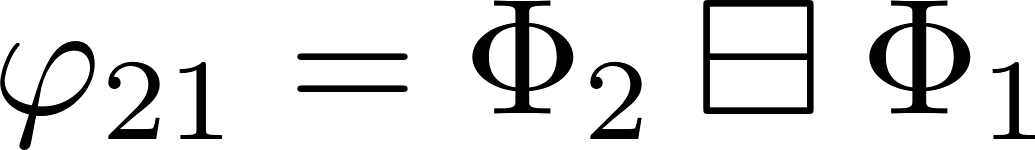 φ₂₁ = Φ₂ ⊟ Φ₁